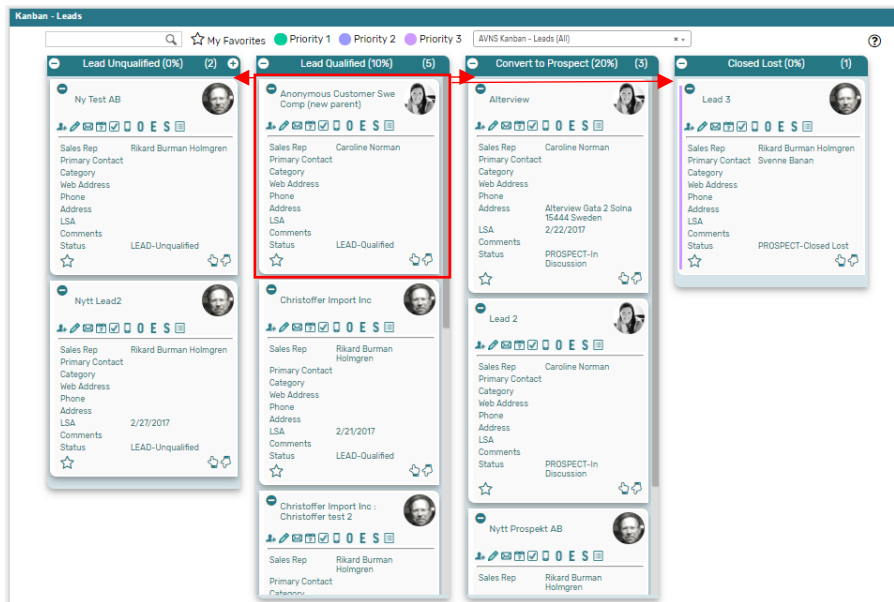 Kanban - Leads
My Favorites Priority 1 Priority 2 Priority 3 AVNS Kanban - Leads (All)
Lead Unqualified (0%) (2)
Ny Test AB
O E S
Sales Rep Rikard Burman Holmgren
Primary Contact
Category
Web Address
Phone
Address
LSA
Comments
Status LEAD-Unqualified
Nytt Lead2
O E S
Sales Rep Rikard Burman Holmgren
Primary Contact
Category
Web Address
Phone
Address
LSA 2/27/2017
Comments
Status LEAD-Unqualified
Lead Qualified (10%) (5)
Anonymous Customer Swe
Comp (new parent)
O E S
Sales Rep Caroline Norman
Primary Contact
Category
Web Address
Phone
Address
LSA
Comments
Status LEAD-Qualified
Christoffer Import Inc
O E S
Sales Rep Rikard Burman
Holmgren
Primary Contact
Category
Web Address
Phone
Address
LSA 2/21/2017
Comments
Status LEAD-Qualified
Christoffer Import Inc :
Christoffer test 2
O E S
Sales Rep Rikard Burman
Holmgren
Primary Contact
Category
Convert to Prospect (20%) (3)
Alterview
O E S
Sales Rep Caroline Norman
Primary Contact
Category
Web Address
Phone
Address Alterview Gata 2 Solna
15444 Sweden
LSA 2/22/2017
Comments
Status PROSPECT-In
Discussion
Lead 2
O E S
Sales Rep Caroline Norman
Primary Contact
Category
Web Address
Phone
Address
LSA
Comments
Status PROSPECT-In
Discussion
Nytt Prospekt AB
O E S
Sales Rep Rikard Burman
Holmgren
Closed Lost (0%) (1)
Lead 3
O E S
Sales Rep Rikard Burman Holmgren
Primary Contact Svenne Banan
Category
Web Address
Phone
Address
LSA
Comments
Status PROSPECT-Closed Lost